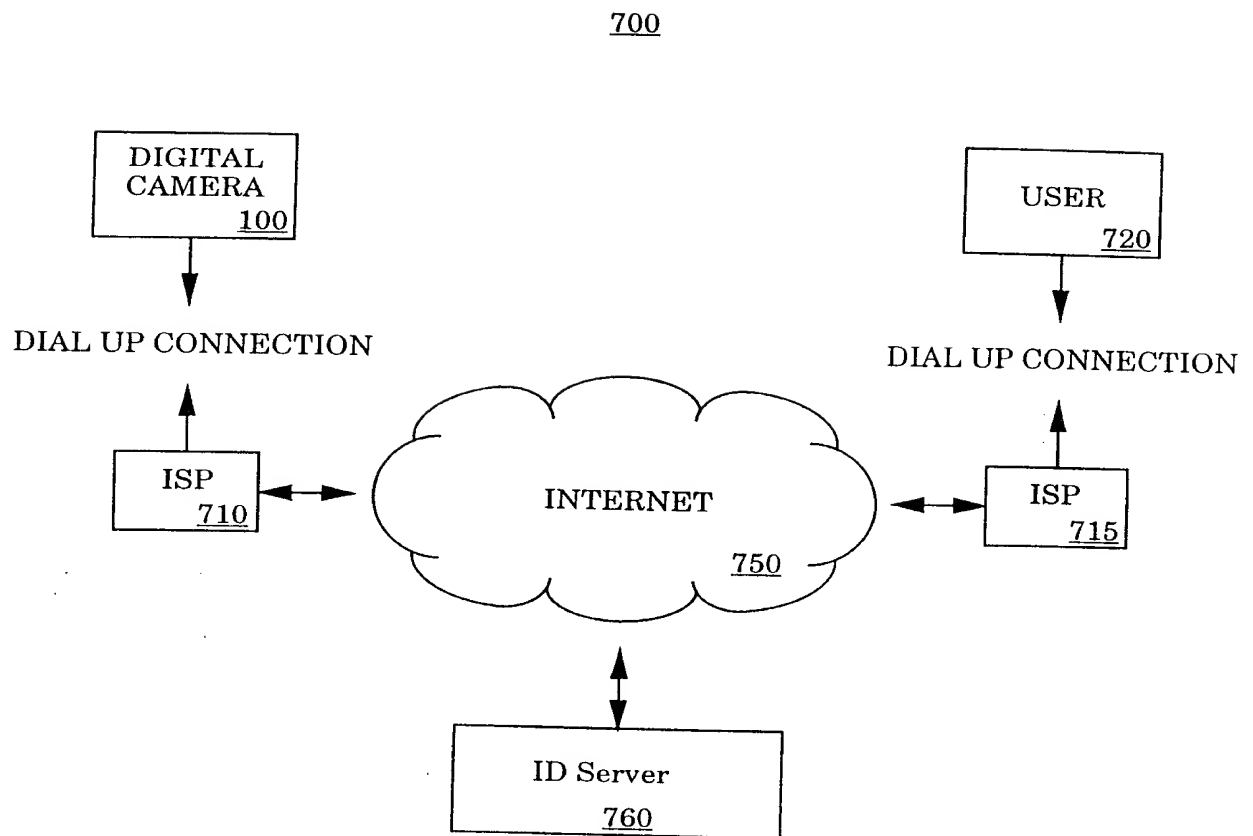 700
DIGITAL
CAMERA
100
USER
720
DIAL UP CONNECTION
DIAL UP CONNECTION
ISP
710
INTERNET
750
ISP
715
ID Server
760